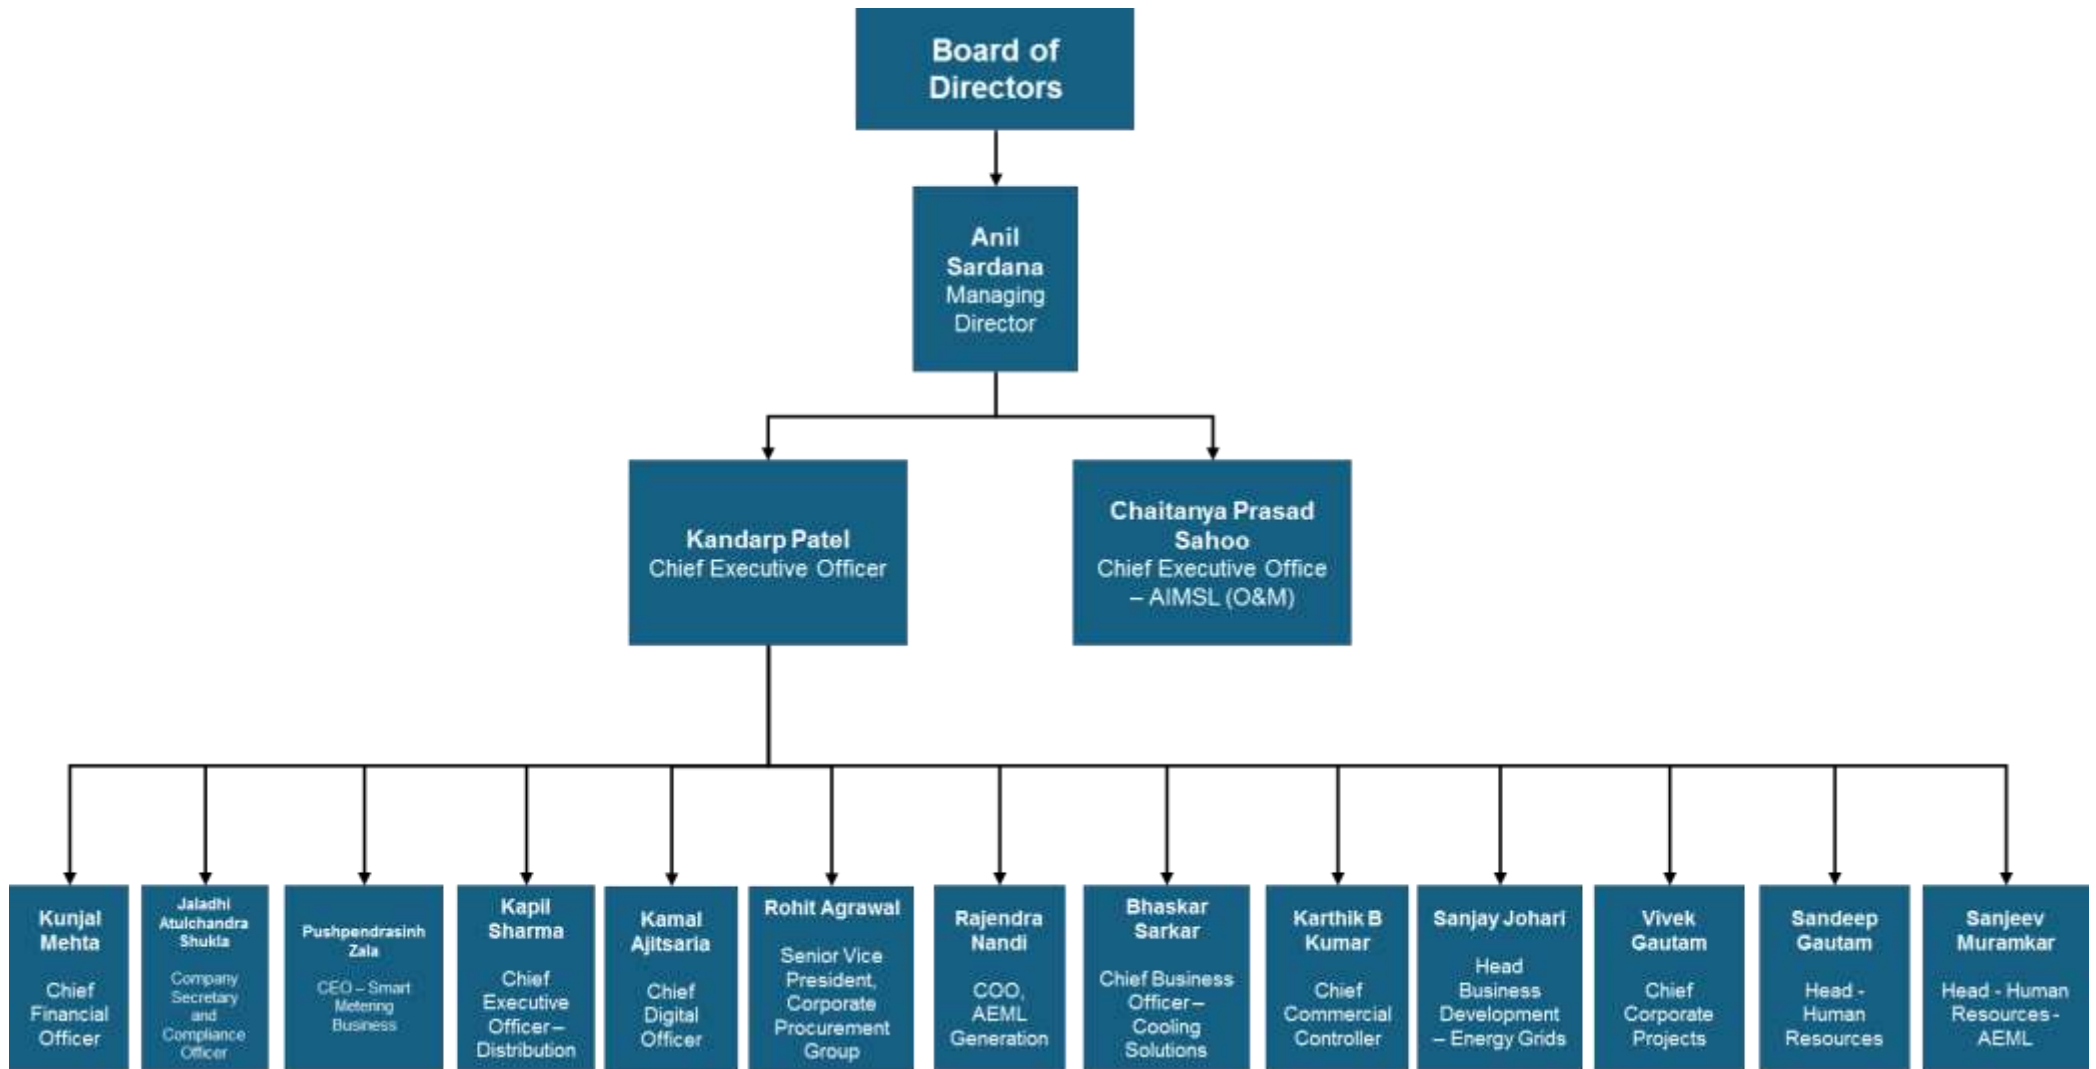 Board of
Directors
Anil
Sardana
Managing
Director
Kandarp Patel
Chief Executive Officer
Chaitanya Prasad
Sahoo
Chief Executive Office
– AIMSL (O&M)
Kunjal
Mehta
Chief
Financial
Officer
Jaladhi
Atulchandra
Shukla
Company
Secretary
and
Compliance
Officer
Pushpendrasinh
Zala
CEO – Smart
Metering
Business
Kapil
Sharma
Chief
Executive
Officer –
Distribution
Kamal
Ajitsaria
Chief
Digital
Officer
Rohit Agrawal
Senior Vice
President,
Corporate
Procurement
Group
Rajendra
Nandi
COO,
AEML
Generation
Bhaskar
Sarkar
Chief Business
Officer –
Cooling
Solutions
Karthik B
Kumar
Chief
Commercial
Controller
Sanjay Johari
Head
Business
Development
– Energy Grids
Vivek
Gautam
Chief
Corporate
Projects
Sandeep
Gautam
Head -
Human
Resources
Sanjeev
Muramkar
Head - Human
Resources -
AEML